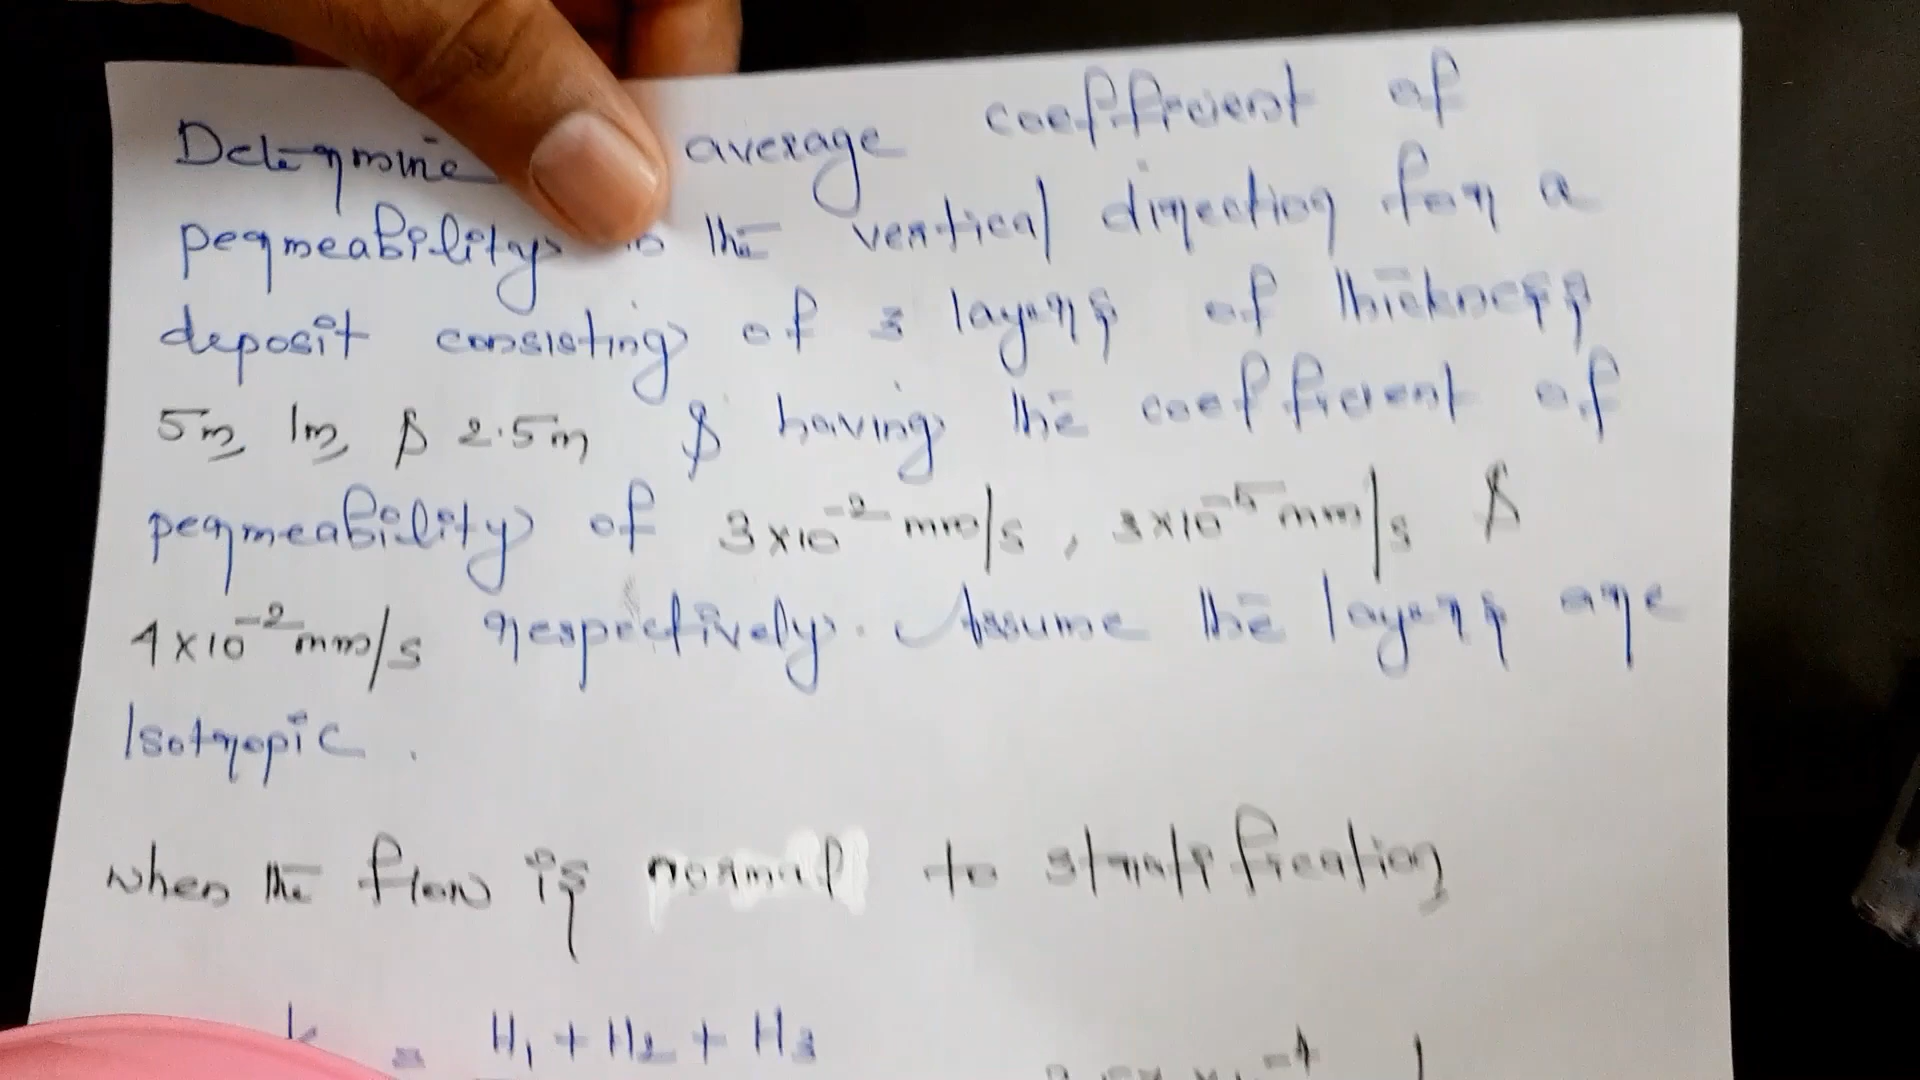 Determine average coefficient of
permeability in the vertical direction for a
deposit consisting of 3 layers of thickness
5m, 1m, & 2.5m & having the coefficient of
permeability of 3×10⁻² mm/s, 3×10⁻⁵ mm/s &
4×10⁻² mm/s respectively. Assume the layers are
Isotropic.
when the flow is normal to stratification
= H₁ + H₂ + H₃